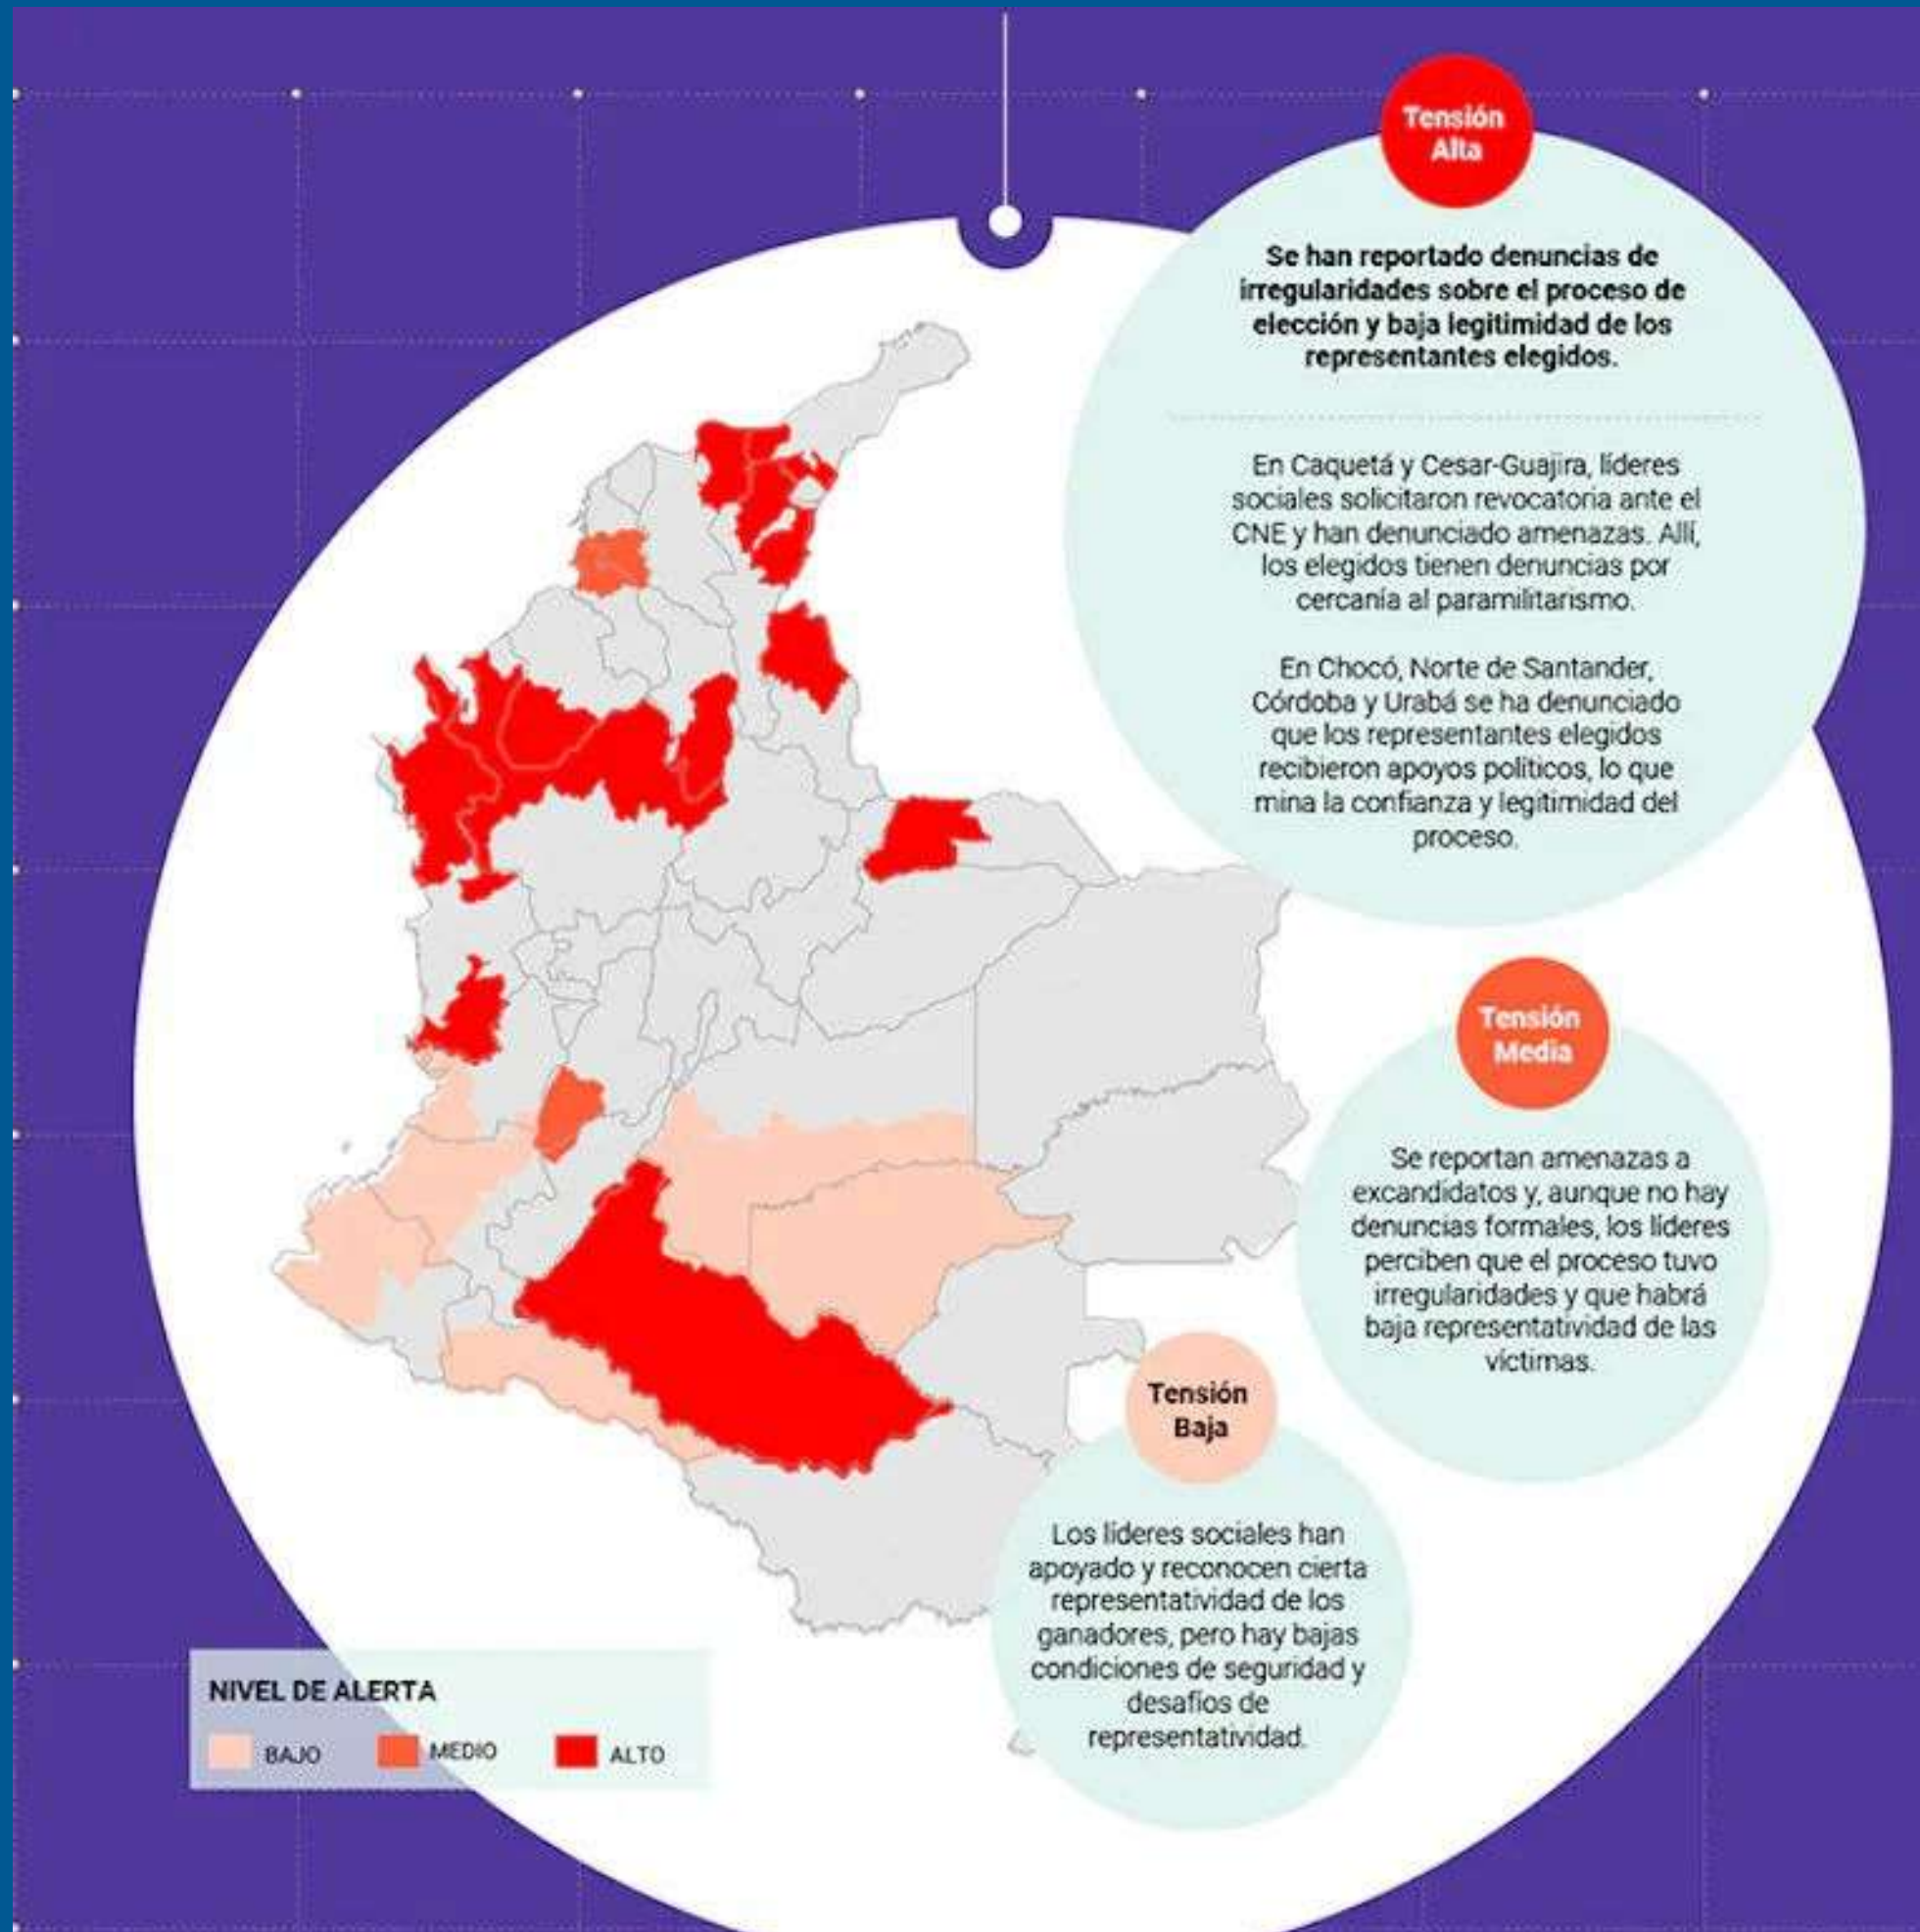 Tensión
Alta
Se han reportado denuncias de
irregularidades sobre el proceso de
elección y baja legitimidad de los
representantes elegidos.
En Caquetá y Cesar-Guajira, líderes
sociales solicitaron revocatoria ante el
CNE y han denunciado amenazas. Allí,
los elegidos tienen denuncias por
cercanía al paramilitarismo.
En Chocó, Norte de Santander,
Córdoba y Urabá se ha denunciado
que los representantes elegidos
recibieron apoyos políticos, lo que
mina la confianza y legitimidad del
proceso.
Tensión
Media
Se reportan amenazas a
excandidatos y, aunque no hay
denuncias formales, los líderes
perciben que el proceso tuvo
irregularidades y que habrá
baja representatividad de las
víctimas.
Tensión
Baja
Los líderes sociales han
apoyado y reconocen cierta
representatividad de los
ganadores, pero hay bajas
condiciones de seguridad y
desafíos de
representatividad.
NIVEL DE ALERTA
BAJO
MEDIO
ALTO